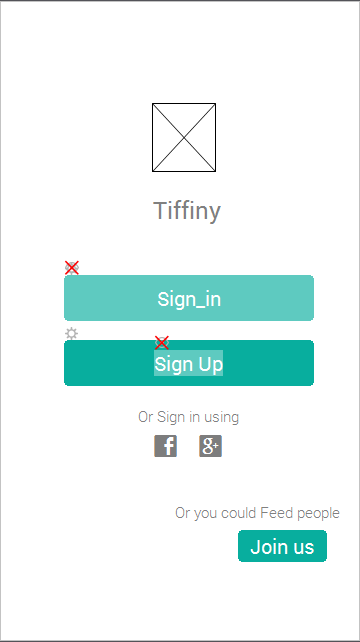 Tiffiny
Sign_in
Sign Up
Or Sign in using
f g+
Or you could Feed people
Join us